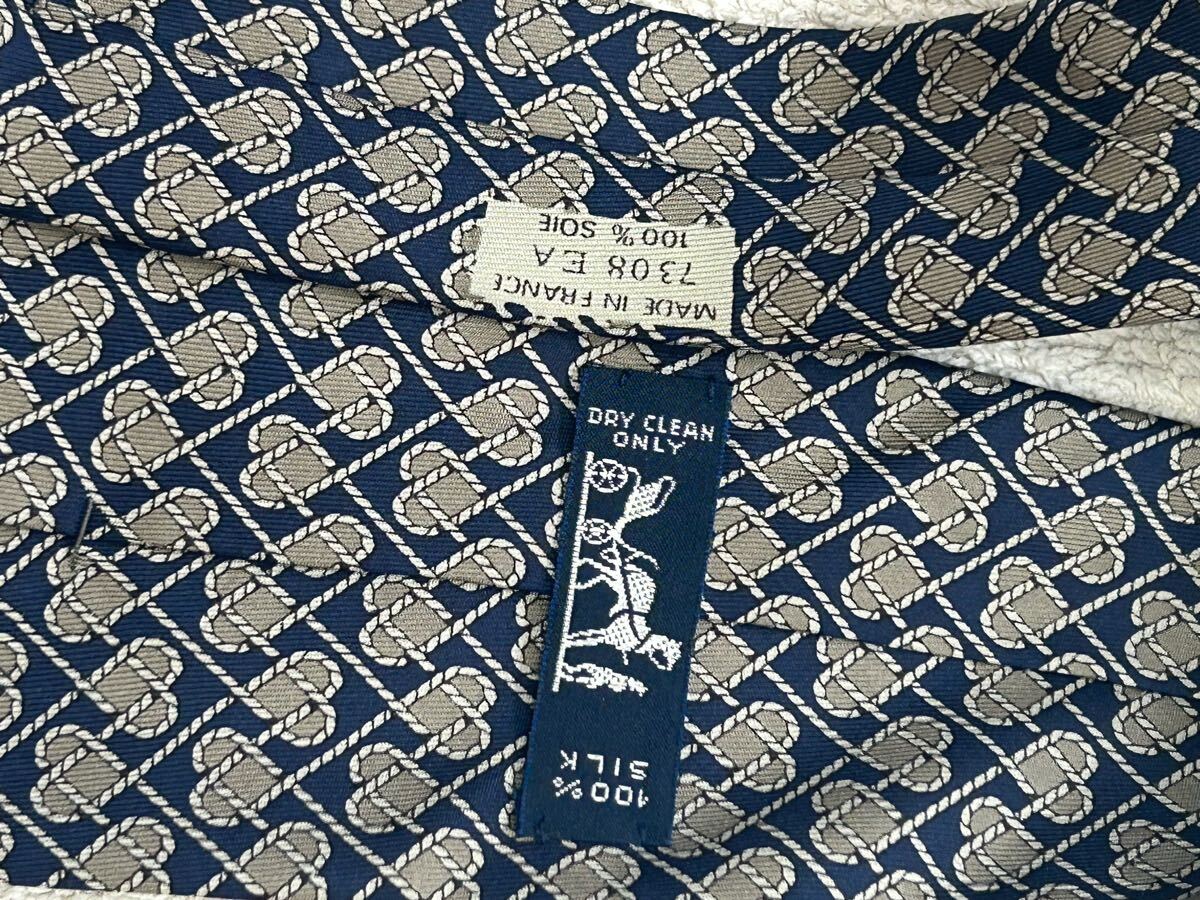 MADE IN FRANCE
7308 EA
100% SOIE
DRY CLEAN
ONLY
100%
SILK